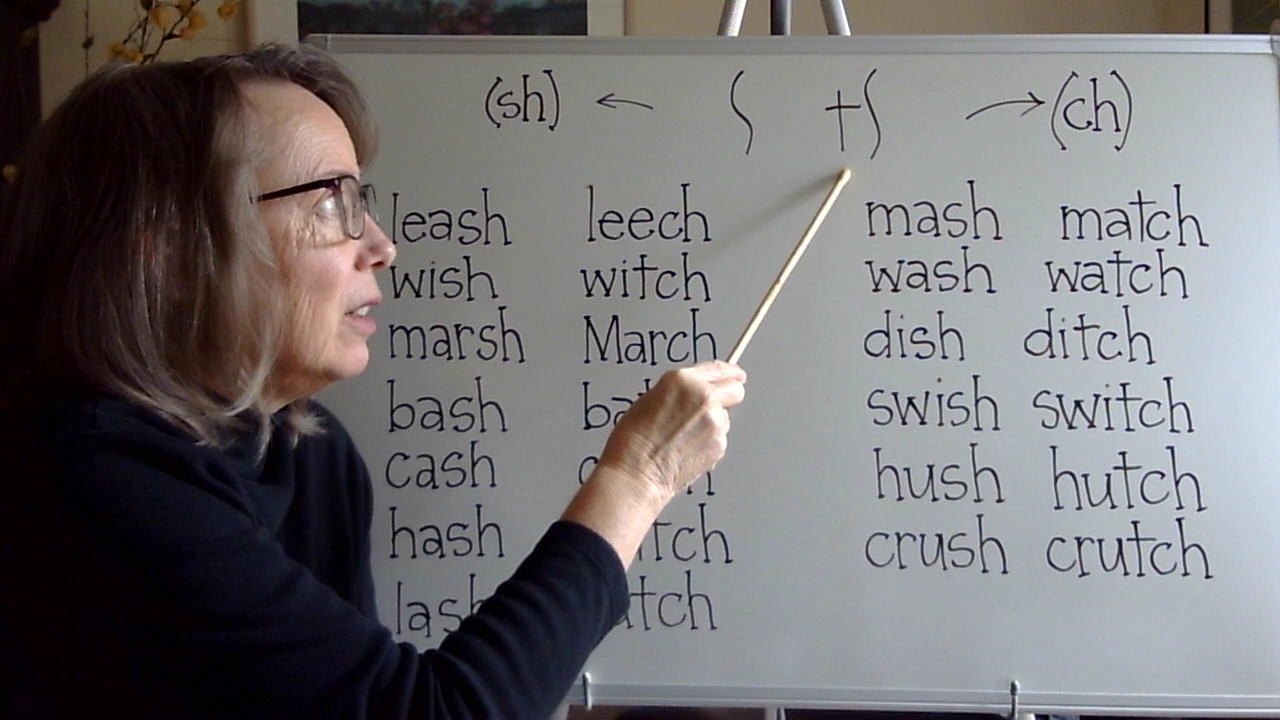 (sh) ← ʃ tʃ → (ch)
leash leech mash match
wish witch wash watch
marsh March dish ditch
bash swish switch
cash hush hutch
hash crush crutch
lash